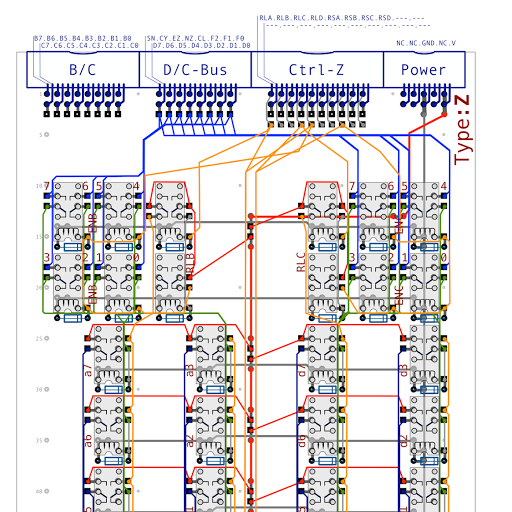 RLA.RLB.RLC.RLD.RSA.RSB.RSC.RSD.---.---
---.---.---.---.---.---.---.---.---.---
B7.B6.B5.B4.B3.B2.B1.B0
C7.C6.C5.C4.C3.C2.C1.C0
SN.CY.EZ.NZ.CL.F2.F1.F0
D7.D6.D5.D4.D3.D2.D1.D0
NC.NC.GND.NC.V
B/C
D/C-Bus
Ctrl-Z
Power
Type:Z
5
10
7
6
5
4
7
6
5
4
ENB
15
RLB
RLC
3
2
1
0
3
2
1
0
20
ENB
ENC
25
a7
a3
d7
d3
30
35
a6
a2
d6
d2
40